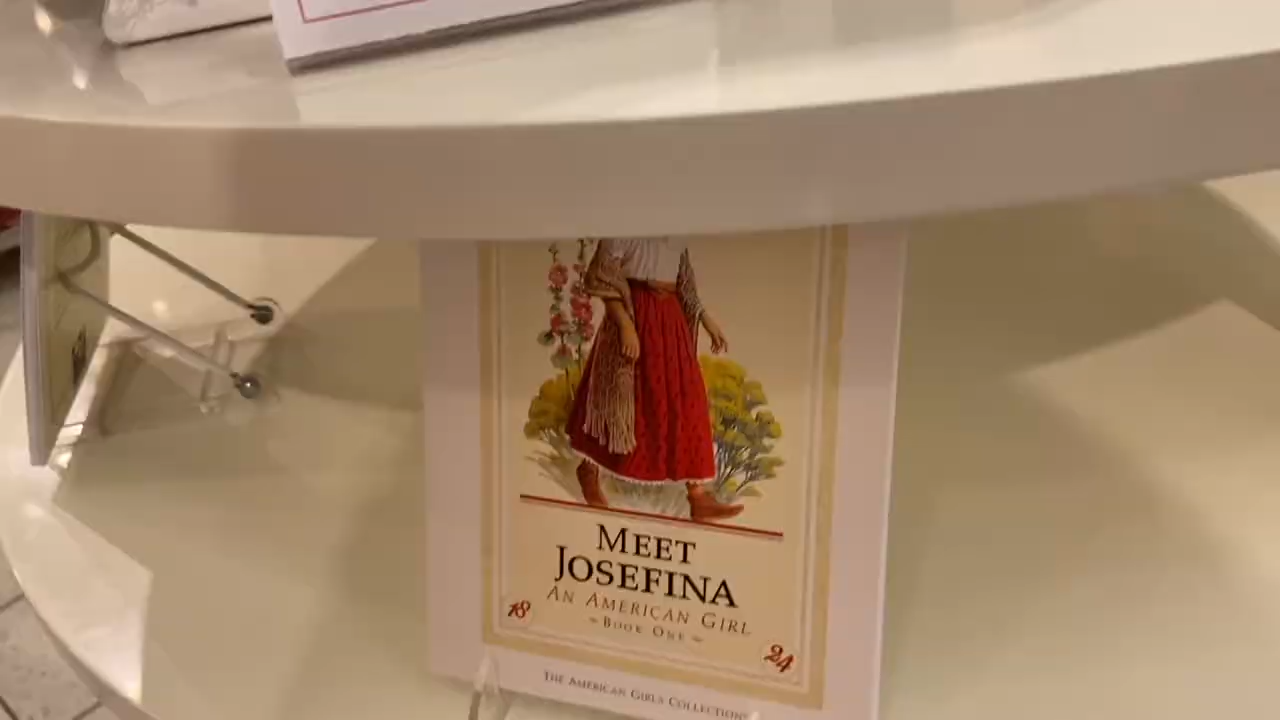 MEET
JOSEFINA
AN AMERICAN GIRL
~ BOOK ONE ~
18
24
THE AMERICAN GIRLS COLLECTION®